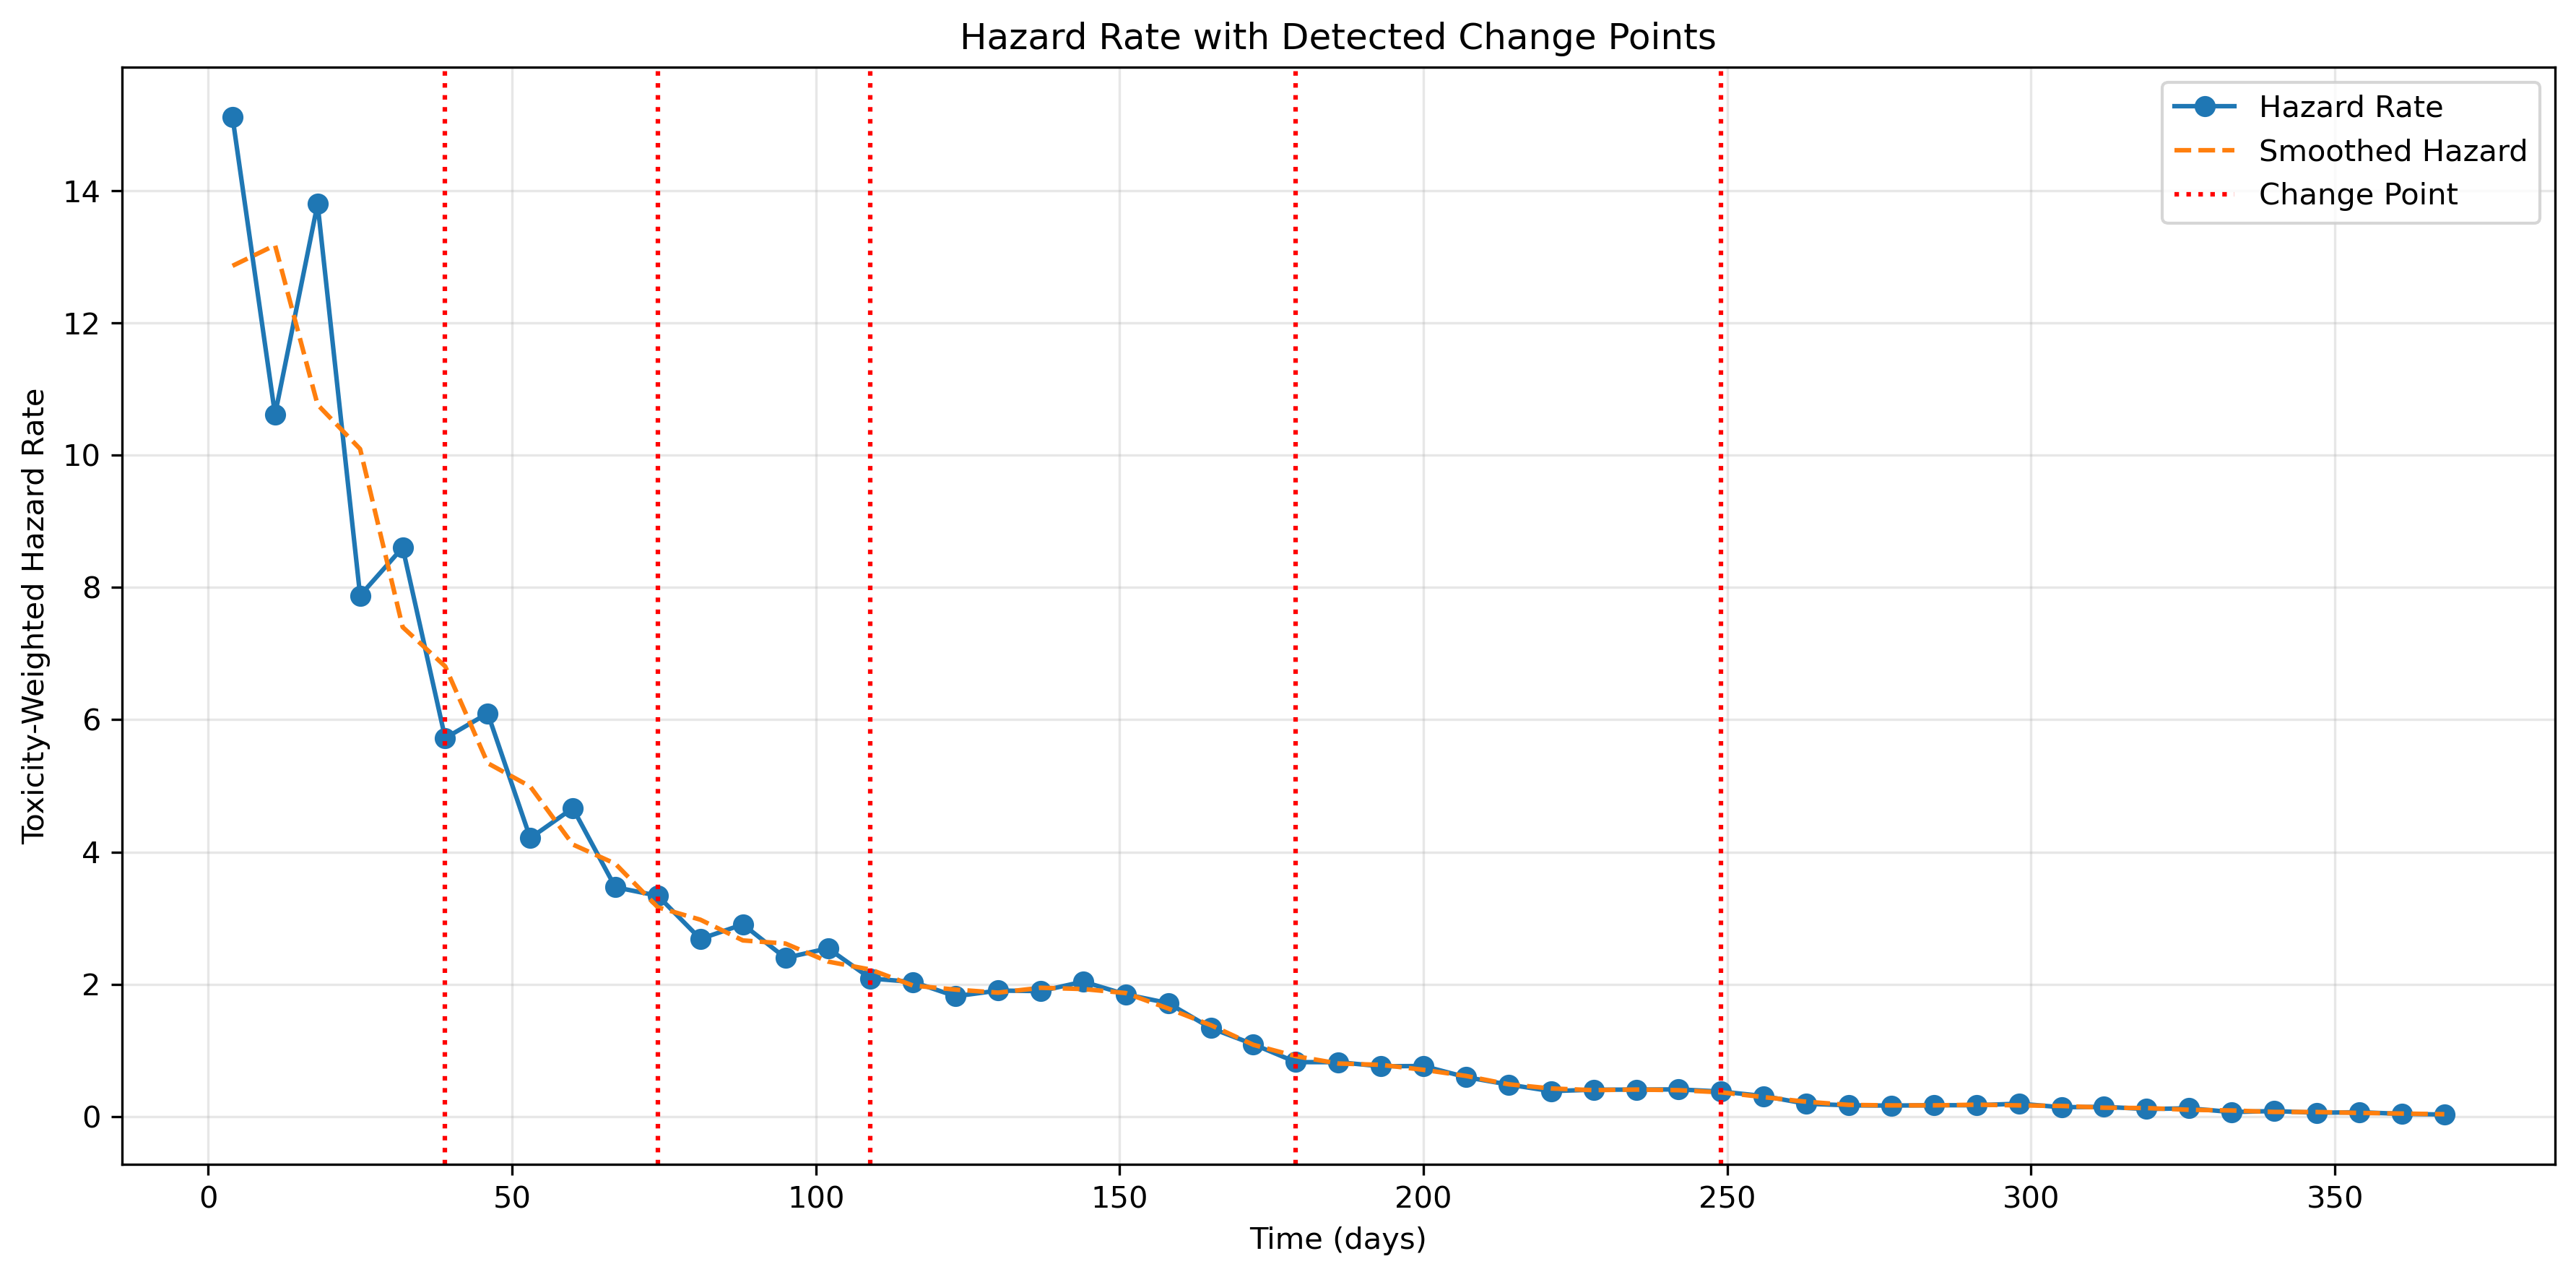 Hazard Rate with Detected Change Points
Hazard Rate
Smoothed Hazard
Change Point
Toxicity-Weighted Hazard Rate
14
12
10
8
6
4
2
0
0 50 100 150 200 250 300 350
Time (days)